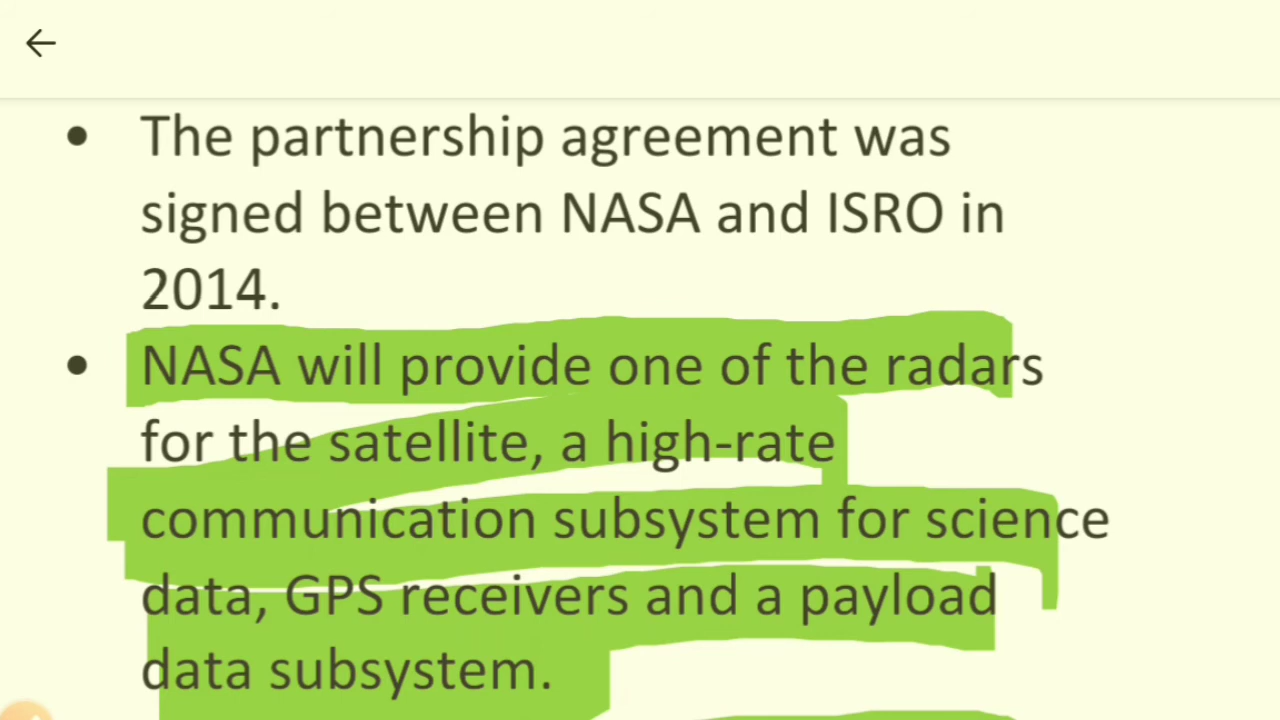 The partnership agreement was
signed between NASA and ISRO in
2014.
NASA will provide one of the radars
for the satellite, a high-rate
communication subsystem for science
data, GPS receivers and a payload
data subsystem.